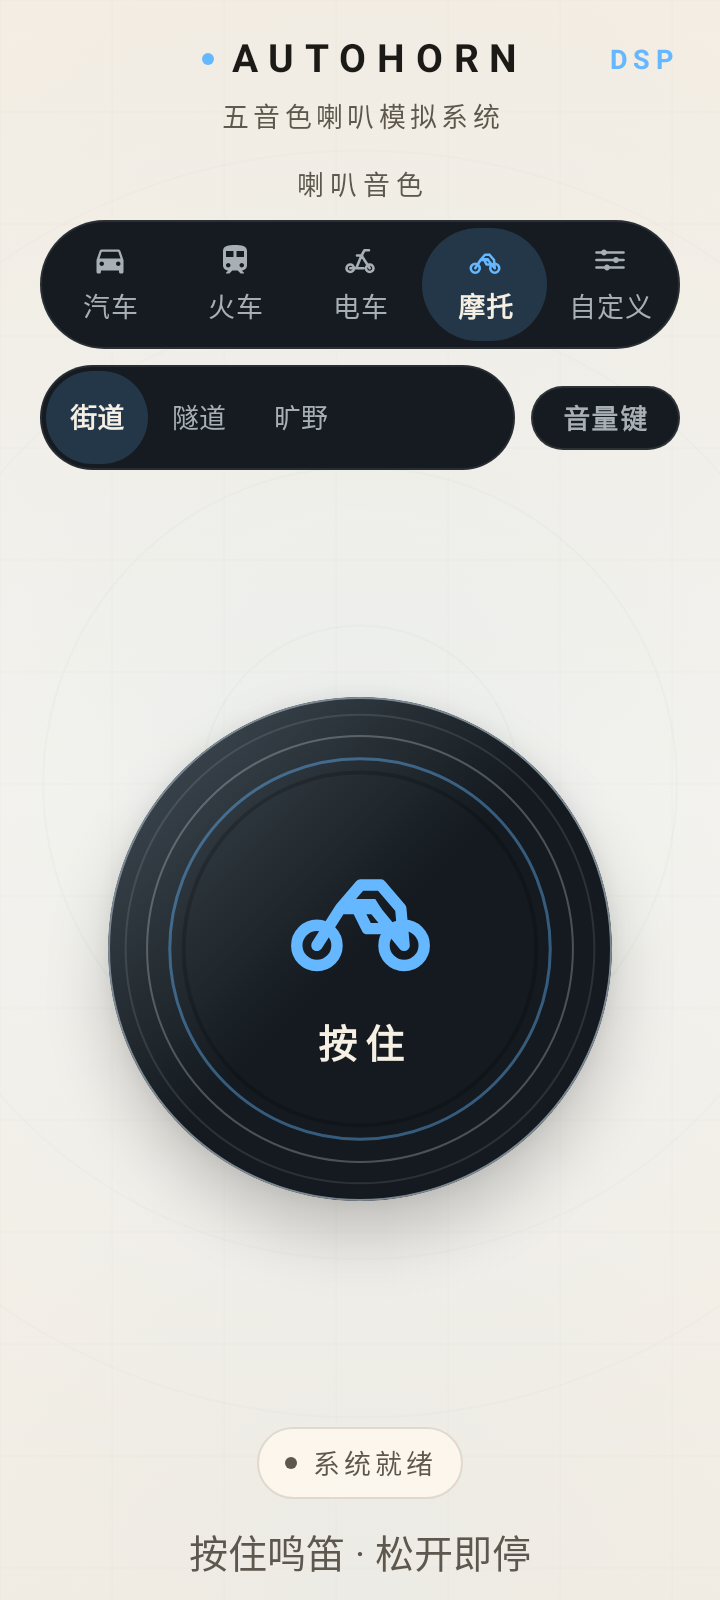 AUTOHORN
DSP
五音色喇叭模拟系统
喇叭音色
汽车 火车 电车 摩托 自定义
街道 隧道 旷野 音量键
按住
系统就绪
按住鸣笛 · 松开即停